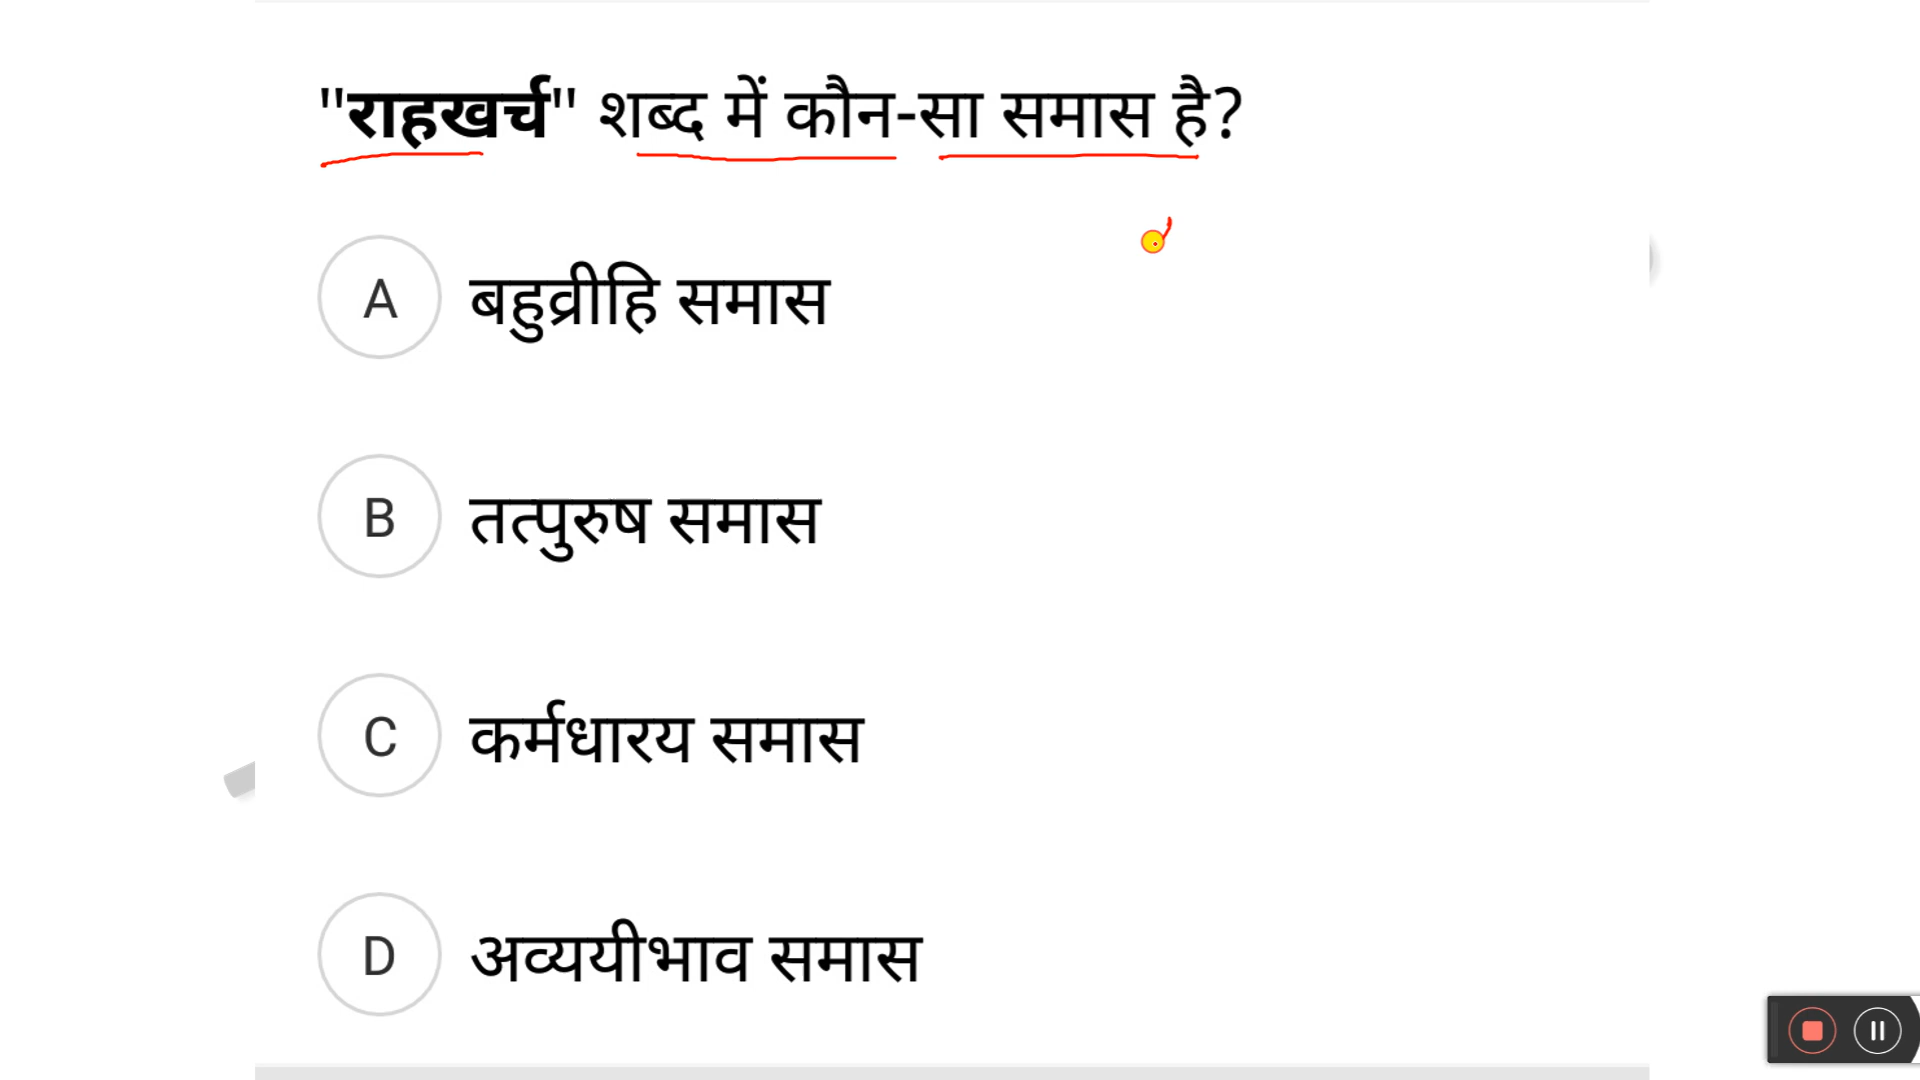 "राहखर्च" शब्द में कौन-सा समास है?
A बहुव्रीहि समास
B तत्पुरुष समास
C कर्मधारय समास
D अव्ययीभाव समास